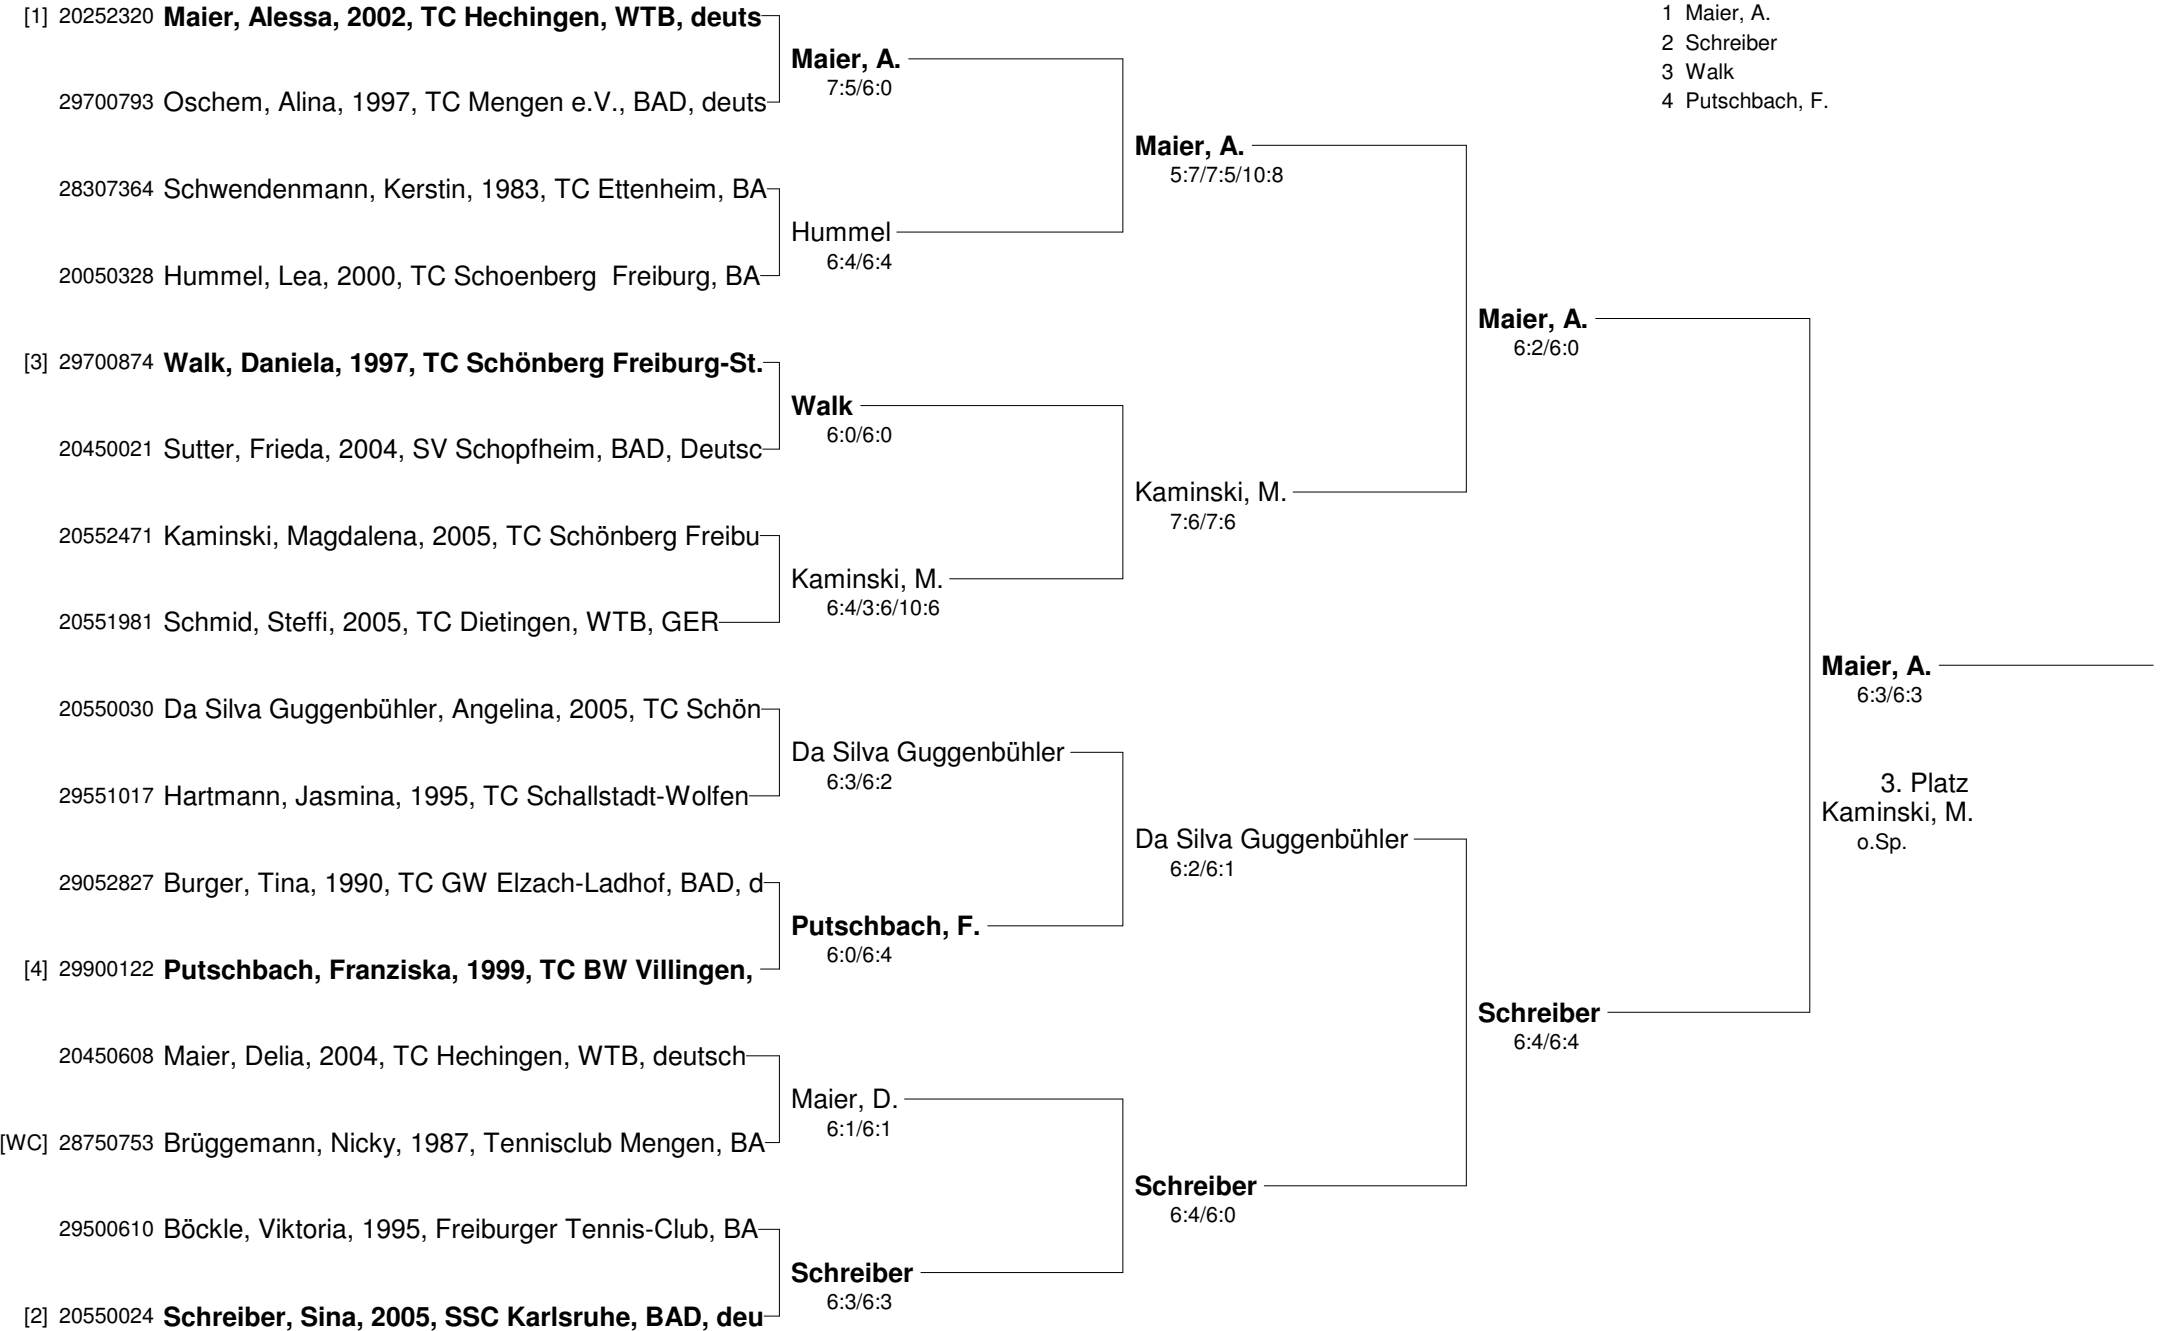 [1] 20252320 Maier, Alessa, 2002, TC Hechingen, WTB, deuts
29700793 Oschem, Alina, 1997, TC Mengen e.V., BAD, deuts
28307364 Schwendenmann, Kerstin, 1983, TC Ettenheim, BA
20050328 Hummel, Lea, 2000, TC Schoenberg Freiburg, BA
[3] 29700874 Walk, Daniela, 1997, TC Schönberg Freiburg-St.
20450021 Sutter, Frieda, 2004, SV Schopfheim, BAD, Deutsc
20552471 Kaminski, Magdalena, 2005, TC Schönberg Freibu
20551981 Schmid, Steffi, 2005, TC Dietingen, WTB, GER
20550030 Da Silva Guggenbühler, Angelina, 2005, TC Schön
29551017 Hartmann, Jasmina, 1995, TC Schallstadt-Wolfen
29052827 Burger, Tina, 1990, TC GW Elzach-Ladhof, BAD, d
[4] 29900122 Putschbach, Franziska, 1999, TC BW Villingen,
20450608 Maier, Delia, 2004, TC Hechingen, WTB, deutsch
[WC] 28750753 Brüggemann, Nicky, 1987, Tennisclub Mengen, BA
29500610 Böckle, Viktoria, 1995, Freiburger Tennis-Club, BA
[2] 20550024 Schreiber, Sina, 2005, SSC Karlsruhe, BAD, deu
Maier, A.
7:5/6:0
Hummel
6:4/6:4
Walk
6:0/6:0
Kaminski, M.
6:4/3:6/10:6
Da Silva Guggenbühler
6:3/6:2
Putschbach, F.
6:0/6:4
Maier, D.
6:1/6:1
Schreiber
6:3/6:3
Maier, A.
5:7/7:5/10:8
Kaminski, M.
7:6/7:6
Da Silva Guggenbühler
6:2/6:1
Schreiber
6:4/6:0
Maier, A.
6:2/6:0
Schreiber
6:4/6:4
Maier, A.
6:3/6:3
3. Platz
Kaminski, M.
o.Sp.
1 Maier, A.
2 Schreiber
3 Walk
4 Putschbach, F.